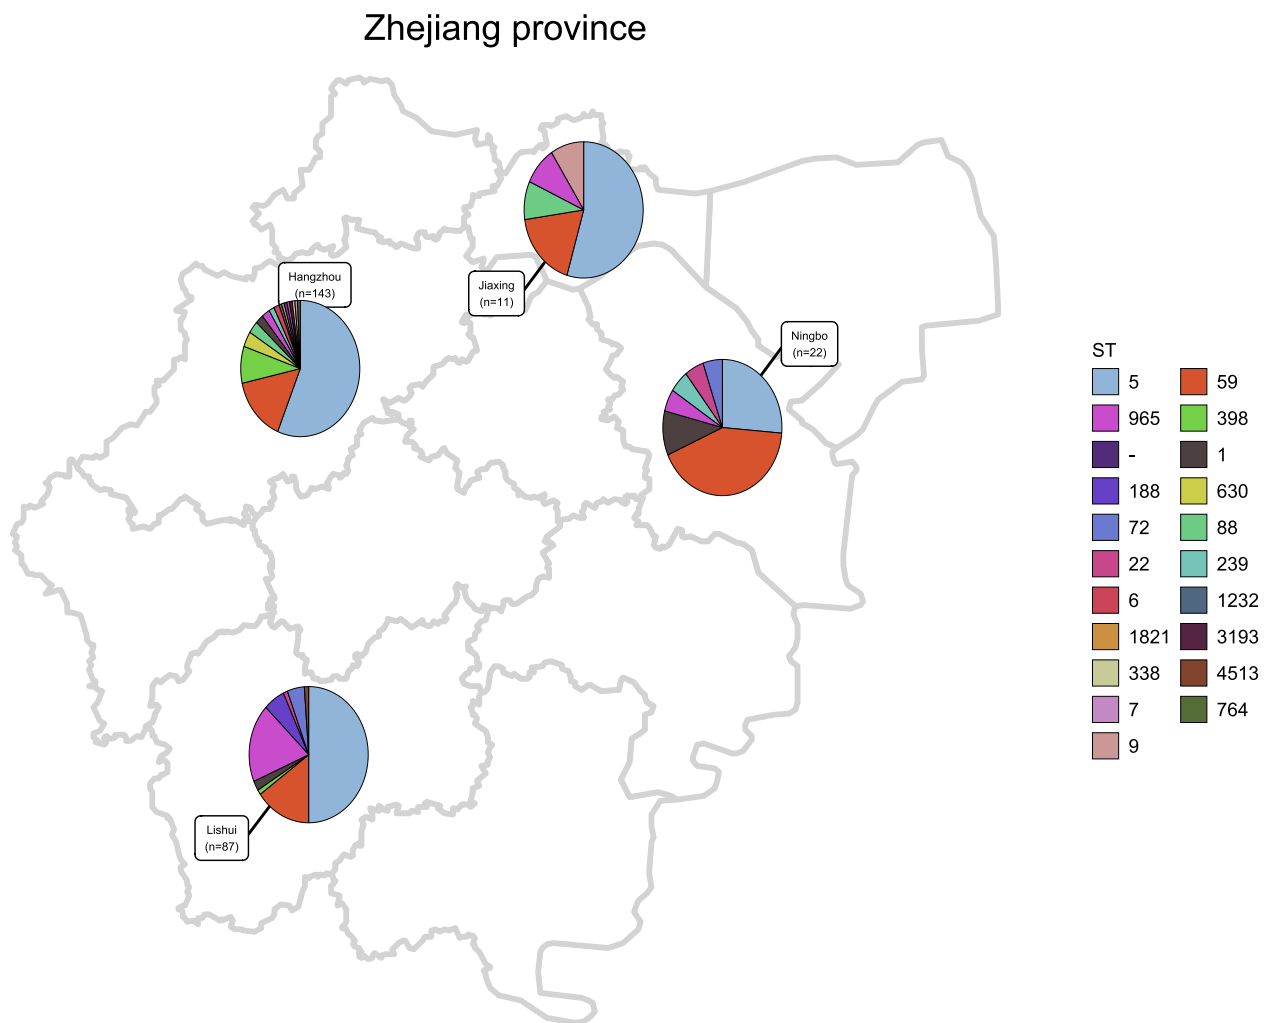 Zhejiang province
Hangzhou
(n=143)
Jiaxing
(n=11)
Ningbo
(n=22)
Lishui
(n=87)
ST
5 59
965 398
- 1
188 630
72 88
22 239
6 1232
1821 3193
338 4513
7 764
9